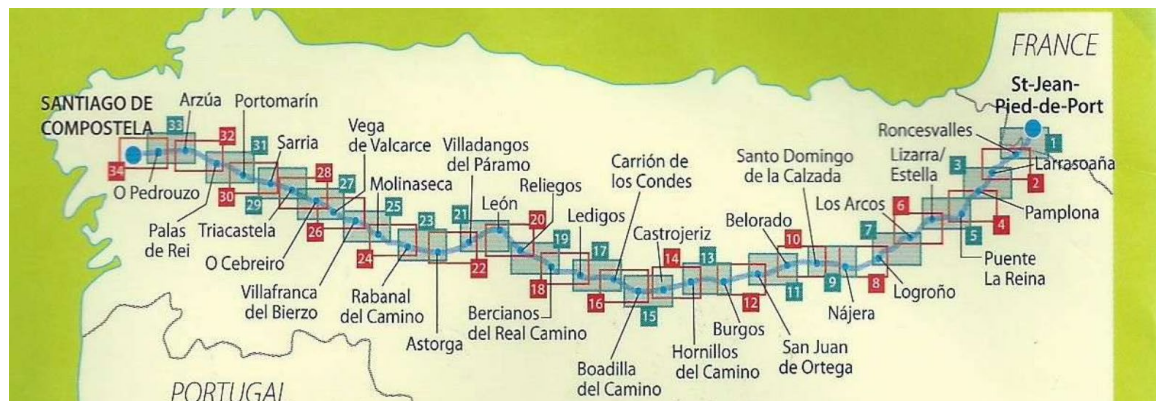 FRANCE
St-Jean-
Pied-de-Port
Roncesvalles
1
SANTIAGO DE
COMPOSTELA
33
Arzúa
Portomarín
32
31
Sarria
Vega
de Valcarce
Villadangos
del Páramo
Carrión de
los Condes
Santo Domingo
de la Calzada
Lizarra/
Estella
3
Larrasoaña
2
34
O Pedrouzo
30
29
28
27
Molinaseca
25
23
21
León
Reliegos
20
19
Ledigos
17
Castrojeriz
14
13
Belorado
10
Los Arcos
7
6
Pamplona
4
5
Palas
de Rei
Triacastela
26
O Cebreiro
24
22
18
16
15
12
11
9
8
Puente
La Reina
Villafranca
del Bierzo
Rabanal
del Camino
Astorga
Bercianos
del Real Camino
Boadilla
del Camino
Hornillos
del Camino
Burgos
San Juan
de Ortega
Nájera
Logroño
PORTUGAL